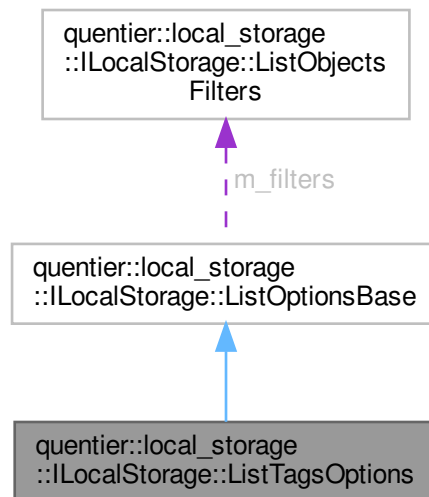 quentier::local_storage
::ILocalStorage::ListObjects
Filters
m_filters
quentier::local_storage
::ILocalStorage::ListOptionsBase
quentier::local_storage
::ILocalStorage::ListTagsOptions